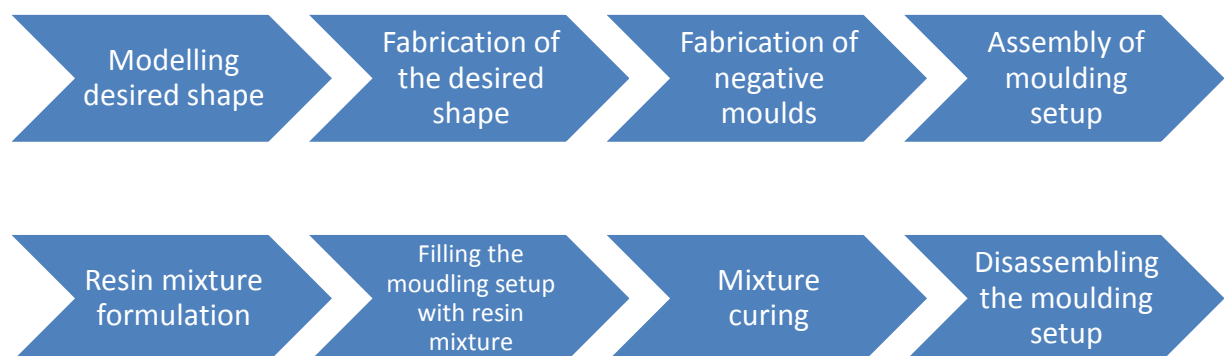 Modelling
desired shape
Fabrication of
the desired
shape
Fabrication of
negative
moulds
Assembly of
moulding
setup
Resin mixture
formulation
Filling the
moudling setup
with resin
mixture
Mixture
curing
Disassembling
the moulding
setup